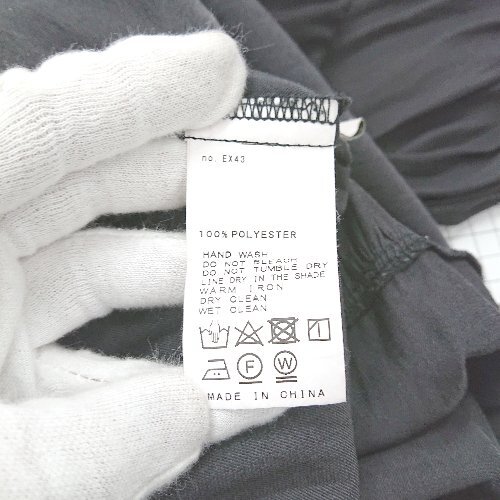 no. EX43
100% POLYESTER
HAND WASH
DO NOT BLEACH
DO NOT TUMBLE DRY
LINE DRY IN THE SHADE
WARM IRON
DRY CLEAN
WET CLEAN
F W
MADE IN CHINA